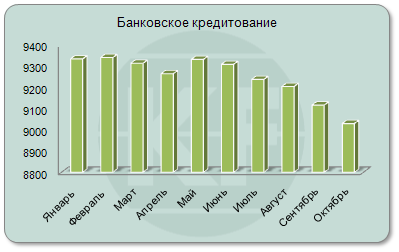 Банковское кредитование
9400
9300
9200
9100
9000
8900
8800
Январь
Февраль
Март
Апрель
Май
Июнь
Июль
Август
Сентябрь
Октябрь